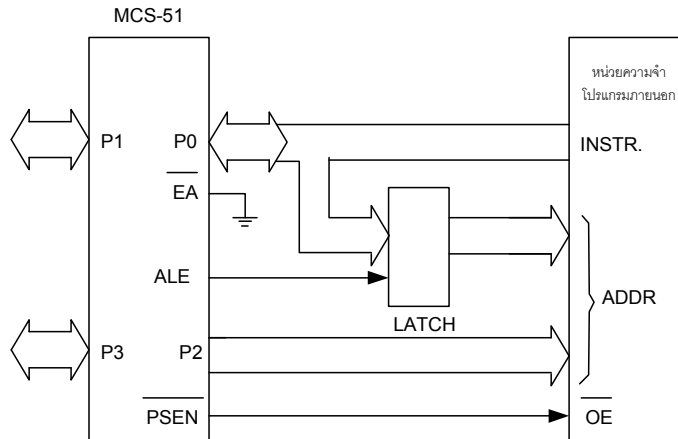 MCS-51
หน่วยความจำ
โปรแกรมภายนอก
P1
P0
INSTR.
EA
ALE
LATCH
ADDR
P3
P2
PSEN
OE